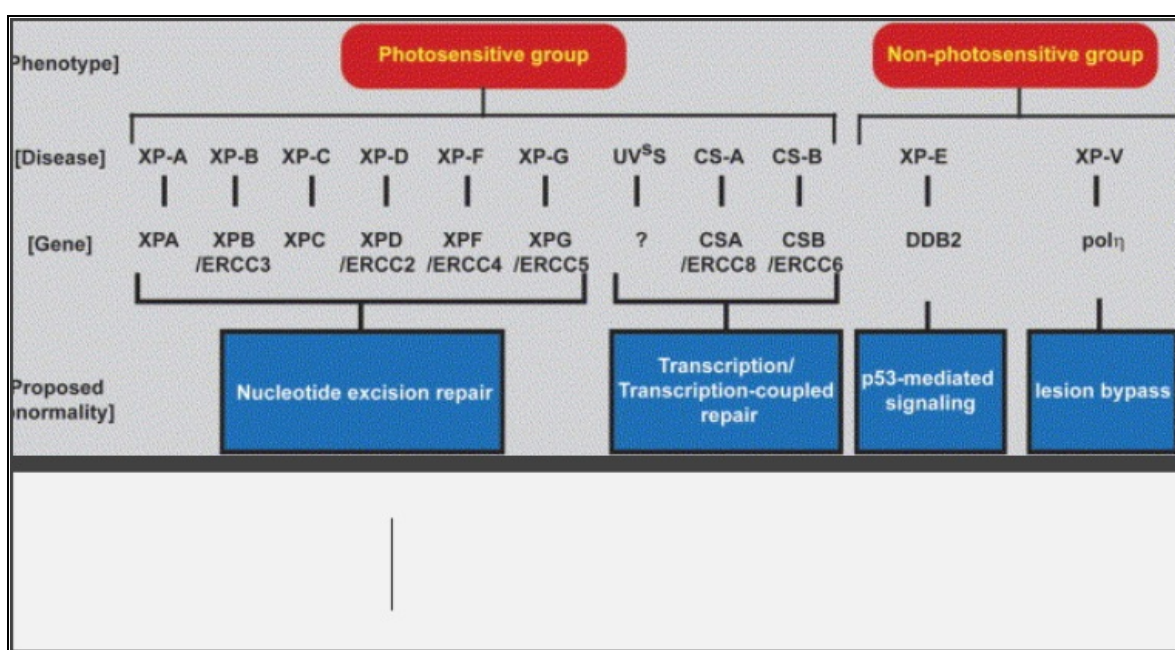 Photosensitive group Non-photosensitive group
Phenotype]
[Disease] XP-A XP-B XP-C XP-D XP-F XP-G UVˢS CS-A CS-B XP-E XP-V
[Gene] XPA XPB XPC XPD XPF XPG ? CSA CSB DDB2 polη
/ERCC3 /ERCC2 /ERCC4 /ERCC5 /ERCC8 /ERCC6
Proposed
normality]
Nucleotide excision repair
Transcription/
Transcription-coupled
repair
p53-mediated
signaling
lesion bypass